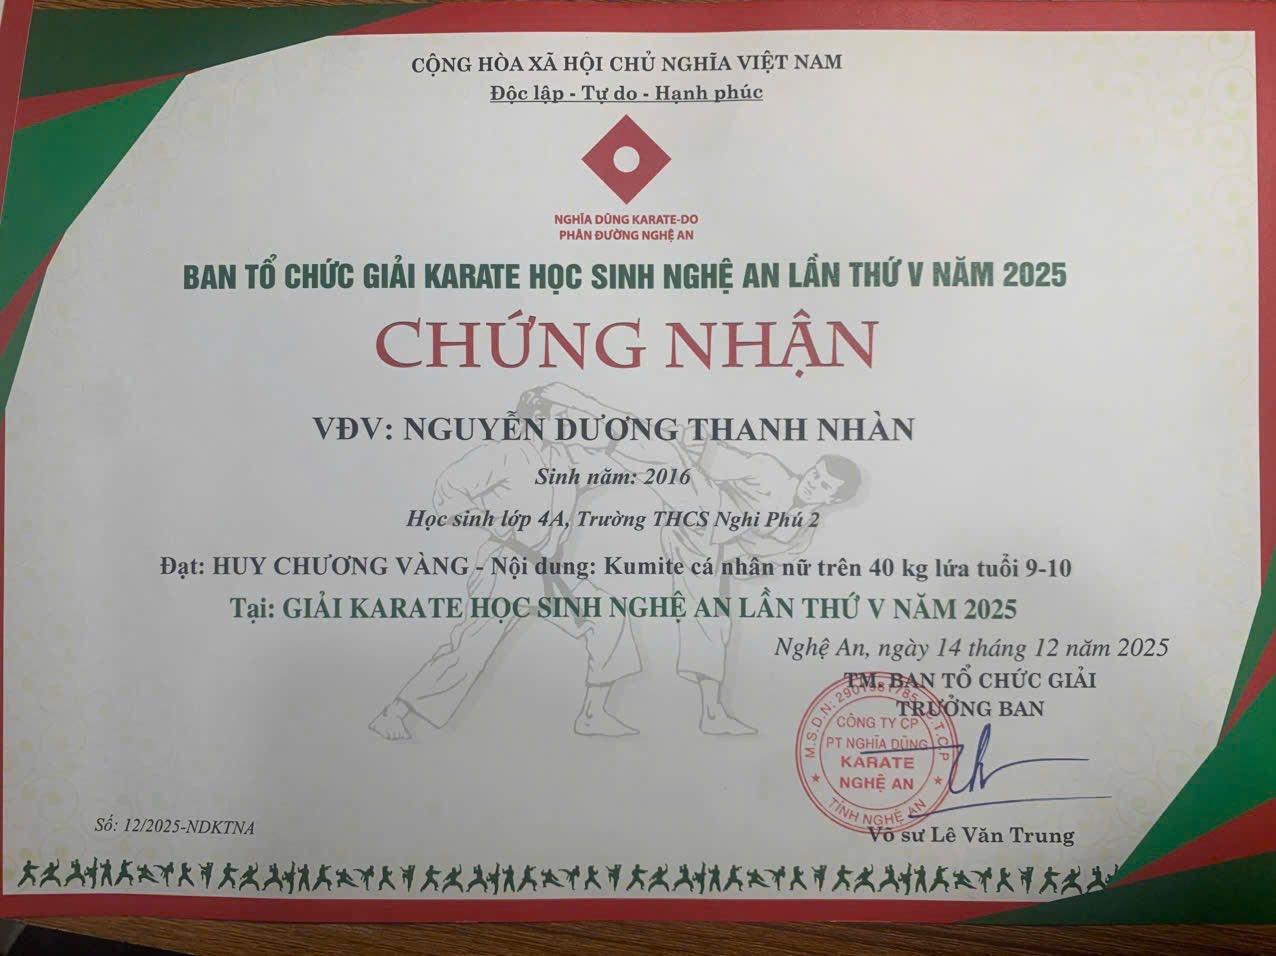 CỘNG HÒA XÃ HỘI CHỦ NGHĨA VIỆT NAM
Độc lập - Tự do - Hạnh phúc
NGHĨA DŨNG KARATE-DO
PHÂN ĐƯỜNG NGHỆ AN
BAN TỔ CHỨC GIẢI KARATE HỌC SINH NGHỆ AN LẦN THỨ V NĂM 2025
CHỨNG NHẬN
VĐV: NGUYỄN DƯƠNG THANH NHÀN
Sinh năm: 2016
Học sinh lớp 4A, Trường THCS Nghi Phú 2
Đạt: HUY CHƯƠNG VÀNG - Nội dung: Kumite cá nhân nữ trên 40 kg lứa tuổi 9-10
Tại: GIẢI KARATE HỌC SINH NGHỆ AN LẦN THỨ V NĂM 2025
Nghệ An, ngày 14 tháng 12 năm 2025
TM. BAN TỔ CHỨC GIẢI
TRƯỞNG BAN
M.S.D.N: C.T.C.P
CÔNG TY CP
PT NGHĨA DŨNG
KARATE
NGHỆ AN
TỈNH NGHỆ AN
Võ sư Lê Văn Trung
Số: 12/2025-NDKTNA